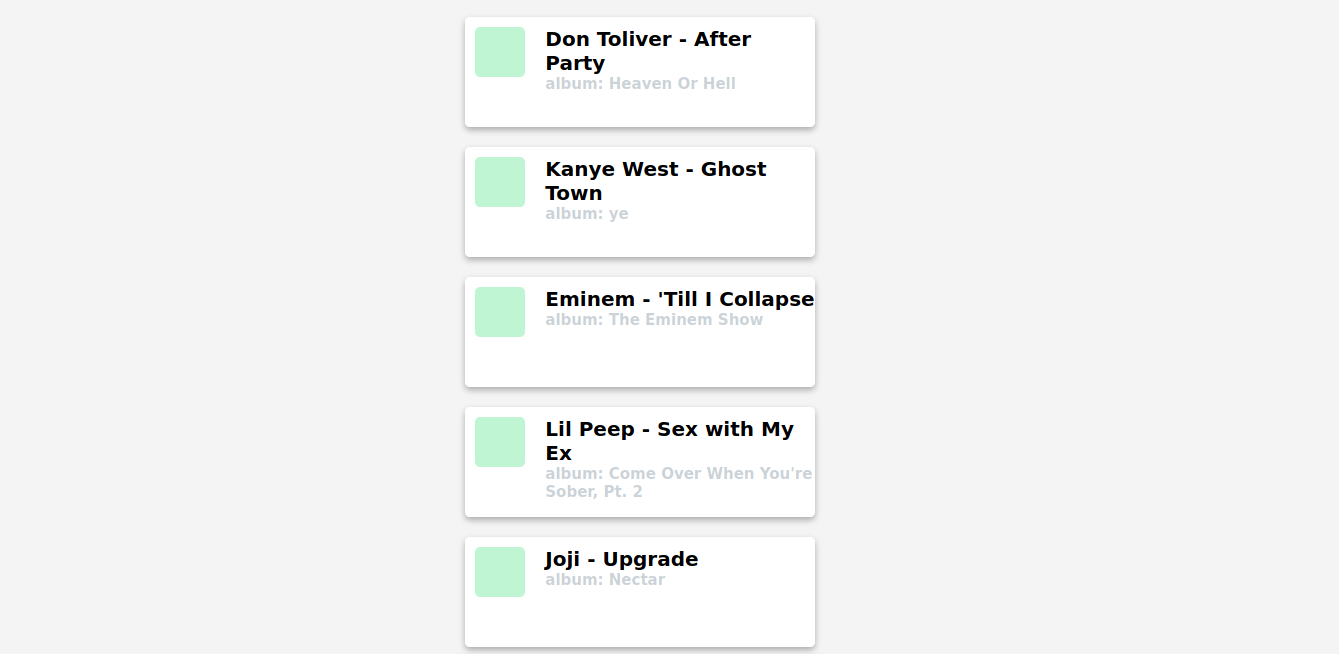 Don Toliver - After
Party
album: Heaven Or Hell
Kanye West - Ghost
Town
album: ye
Eminem - 'Till I Collapse
album: The Eminem Show
Lil Peep - Sex with My
Ex
album: Come Over When You're
Sober, Pt. 2
Joji - Upgrade
album: Nectar